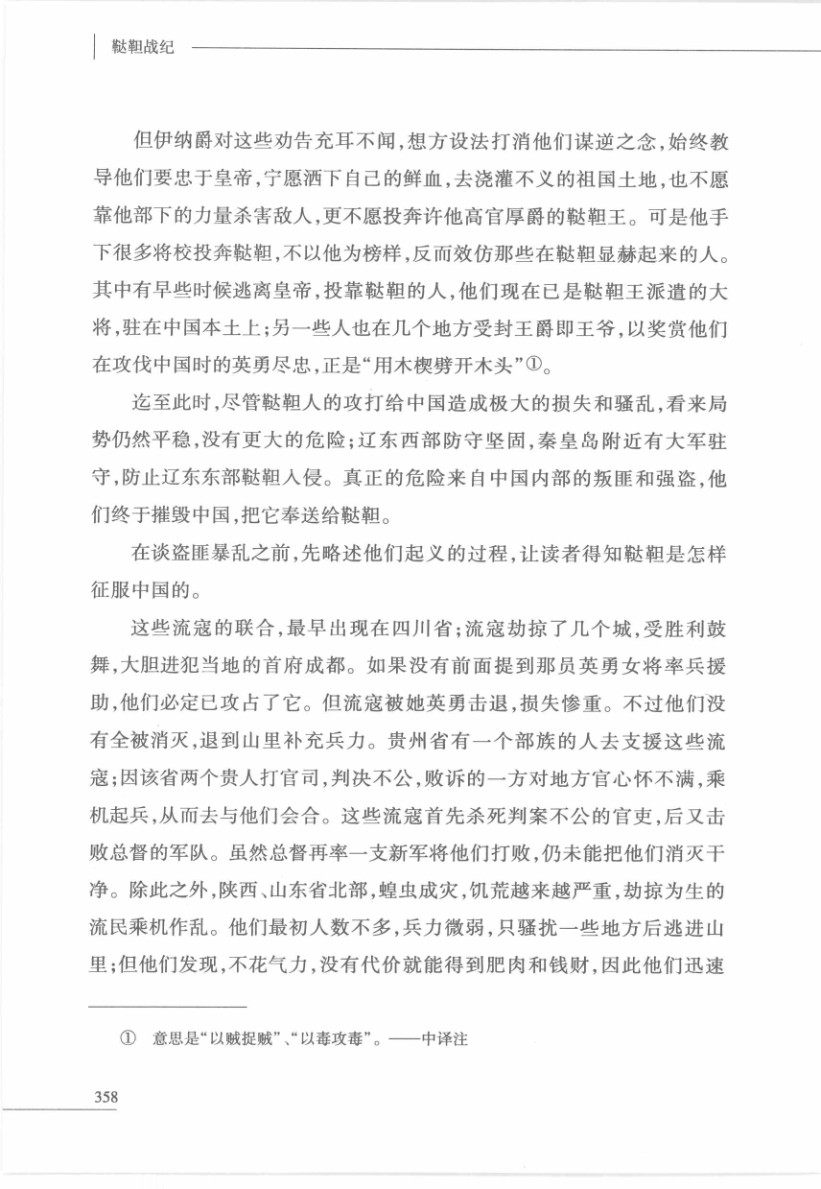 鞑靼战纪
但伊纳爵对这些劝告充耳不闻,想方设法打消他们谋逆之念,始终教
导他们要忠于皇帝,宁愿洒下自己的鲜血,去浇灌不义的祖国土地,也不愿
靠他部下的力量杀害敌人,更不愿投奔许他高官厚爵的鞑靼王。可是他手
下很多将校投奔鞑靼,不以他为榜样,反而效仿那些在鞑靼显赫起来的人。
其中有早些时候逃离皇帝,投靠鞑靼的人,他们现在已是鞑靼王派遣的大
将,驻在中国本土上;另一些人也在几个地方受封王爵即王爷,以奖赏他们
在攻伐中国时的英勇尽忠,正是“用木楔劈开木头”①。
迄至此时,尽管鞑靼人的攻打给中国造成极大的损失和骚乱,看来局
势仍然平稳,没有更大的危险;辽东西部防守坚固,秦皇岛附近有大军驻
守,防止辽东东部鞑靼入侵。真正的危险来自中国内部的叛匪和强盗,他
们终于摧毁中国,把它奉送给鞑靼。
在谈盗匪暴乱之前,先略述他们起义的过程,让读者得知鞑靼是怎样
征服中国的。
这些流寇的联合,最早出现在四川省;流寇劫掠了几个城,受胜利鼓
舞,大胆进犯当地的首府成都。如果没有前面提到那员英勇女将率兵援
助,他们必定已攻占了它。但流寇被她英勇击退,损失惨重。不过他们没
有全被消灭,退到山里补充兵力。贵州省有一个部族的人去支援这些流
寇;因该省两个贵人打官司,判决不公,败诉的一方对地方官心怀不满,乘
机起兵,从而去与他们会合。这些流寇首先杀死判案不公的官吏,后又击
败总督的军队。虽然总督再率一支新军将他们打败,仍未能把他们消灭干
净。除此之外,陕西、山东省北部,蝗虫成灾,饥荒越来越严重,劫掠为生的
流民乘机作乱。他们最初人数不多,兵力微弱,只骚扰一些地方后逃进山
里;但他们发现,不花气力,没有代价就能得到肥肉和钱财,因此他们迅速
① 意思是“以贼捉贼”、“以毒攻毒”。——中译注
358